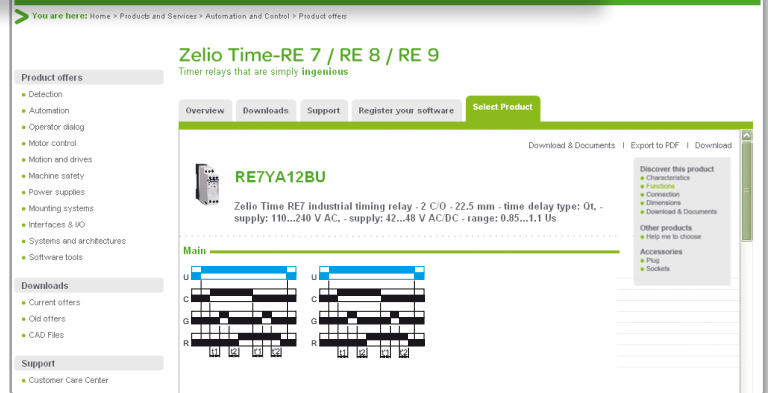 You are here: Home > Products and Services > Automation and Control > Product offers
Zelio Time-RE 7 / RE 8 / RE 9
Timer relays that are simply ingenious
Product offers
Detection
Automation
Operator dialog
Motor control
Motion and drives
Machine safety
Power supplies
Mounting systems
Interfaces & I/O
Systems and architectures
Software tools
Downloads
Current offers
Old offers
CAD Files
Support
Customer Care Center
Overview
Downloads
Support
Register your software
Select Product
Download & Documents | Export to PDF | Download
RE7YA12BU
Zelio Time RE7 industrial timing relay - 2 C/O - 22.5 mm - time delay type: Qt, -
supply: 110...240 V AC, - supply: 42...48 V AC/DC - range: 0.85...1.1 Us
Discover this product
Characteristics
Functions
Connection
Dimensions
Download & Documents
Other products
Help me to choose
Accessories
Plug
Sockets
Main
U
C
G
R
t1 t2 t'1 t'2
U
C
G
R
t1 t2 t'1 t'2